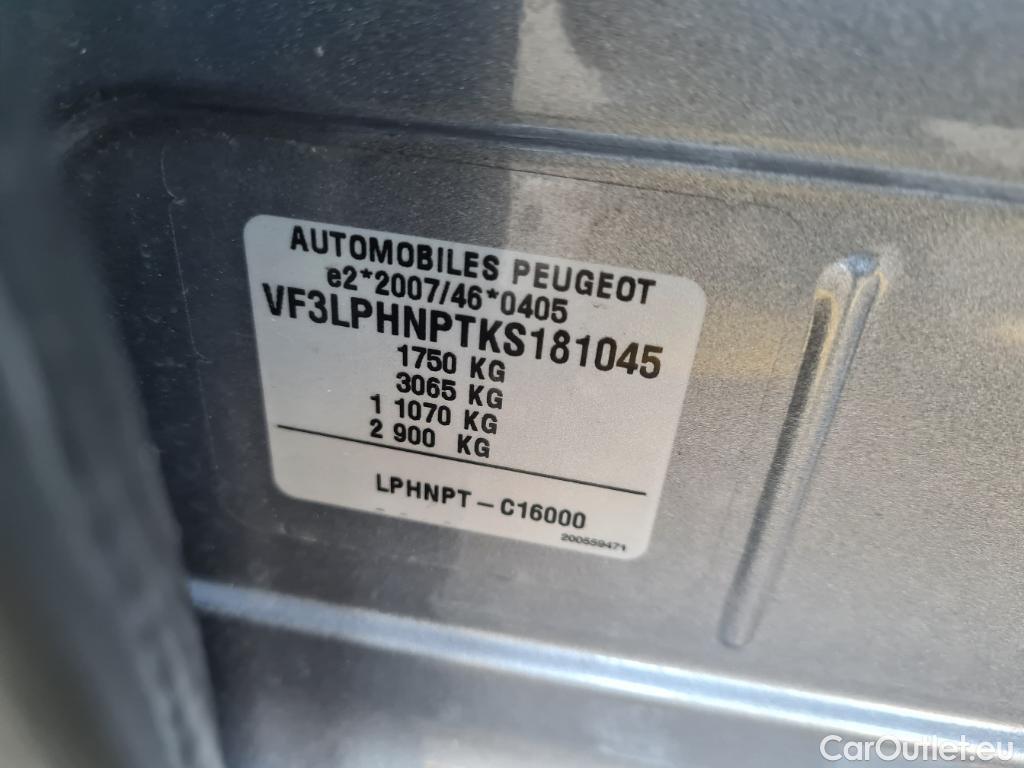 AUTOMOBILES PEUGEOT
e2*2007/46*0405
VF3LPHNPTKS181045
1750 KG
3065 KG
1 1070 KG
2 900 KG
LPHNPT - C16000
200559471
CarOutlet.eu